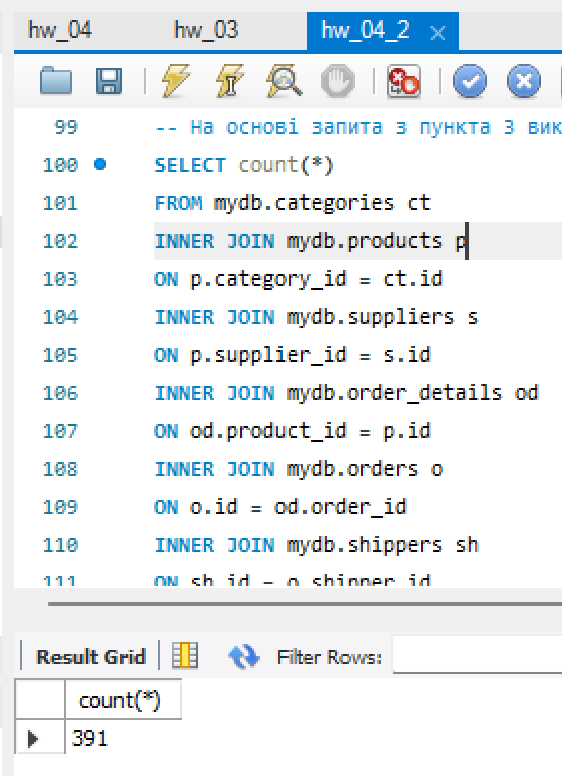 hw_04 hw_03 hw_04_2
99 -- На основі запита з пункта 3 вик
100 SELECT count(*)
101 FROM mydb.categories ct
102 INNER JOIN mydb.products p
103 ON p.category_id = ct.id
104 INNER JOIN mydb.suppliers s
105 ON p.supplier_id = s.id
106 INNER JOIN mydb.order_details od
107 ON od.product_id = p.id
108 INNER JOIN mydb.orders o
109 ON o.id = od.order_id
110 INNER JOIN mydb.shippers sh
111 ON sh.id = o.shipper_id
Result Grid Filter Rows:
count(*)
391